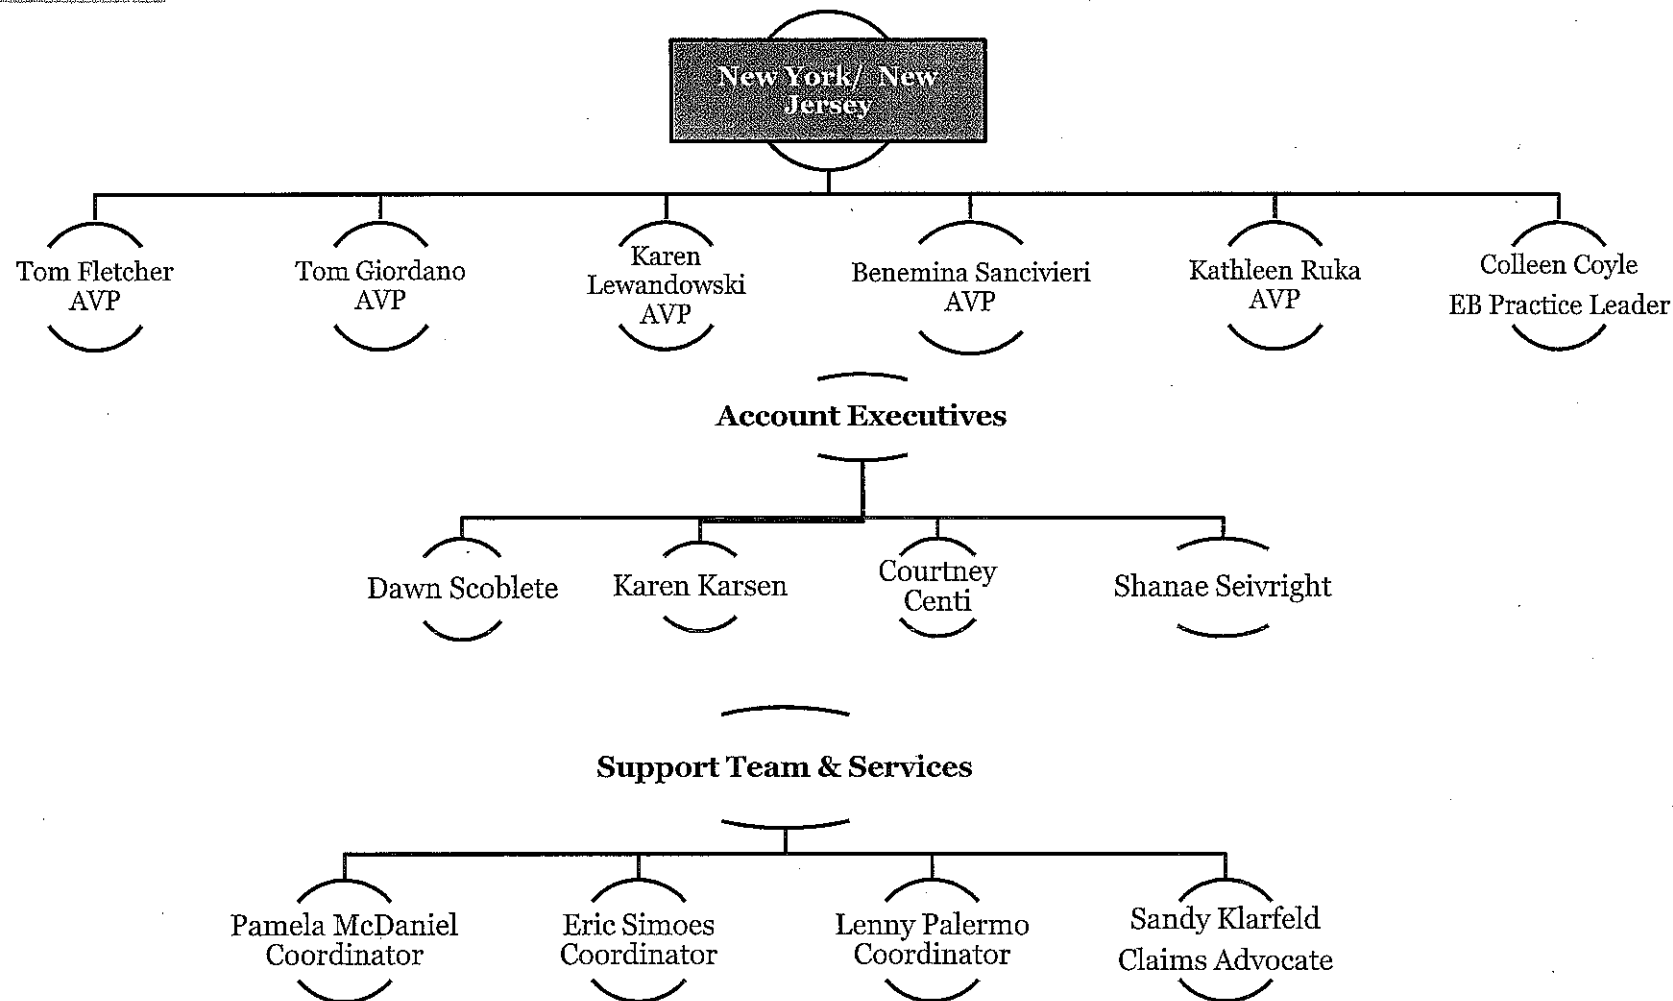 New York/ New
Jersey
Tom Fletcher
AVP
Tom Giordano
AVP
Karen
Lewandowski
AVP
Benemina Sancivieri
AVP
Kathleen Ruka
AVP
Colleen Coyle
EB Practice Leader
Account Executives
Dawn Scoblete
Karen Karsen
Courtney
Centi
Shanae Seivright
Support Team & Services
Pamela McDaniel
Coordinator
Eric Simoes
Coordinator
Lenny Palermo
Coordinator
Sandy Klarfeld
Claims Advocate